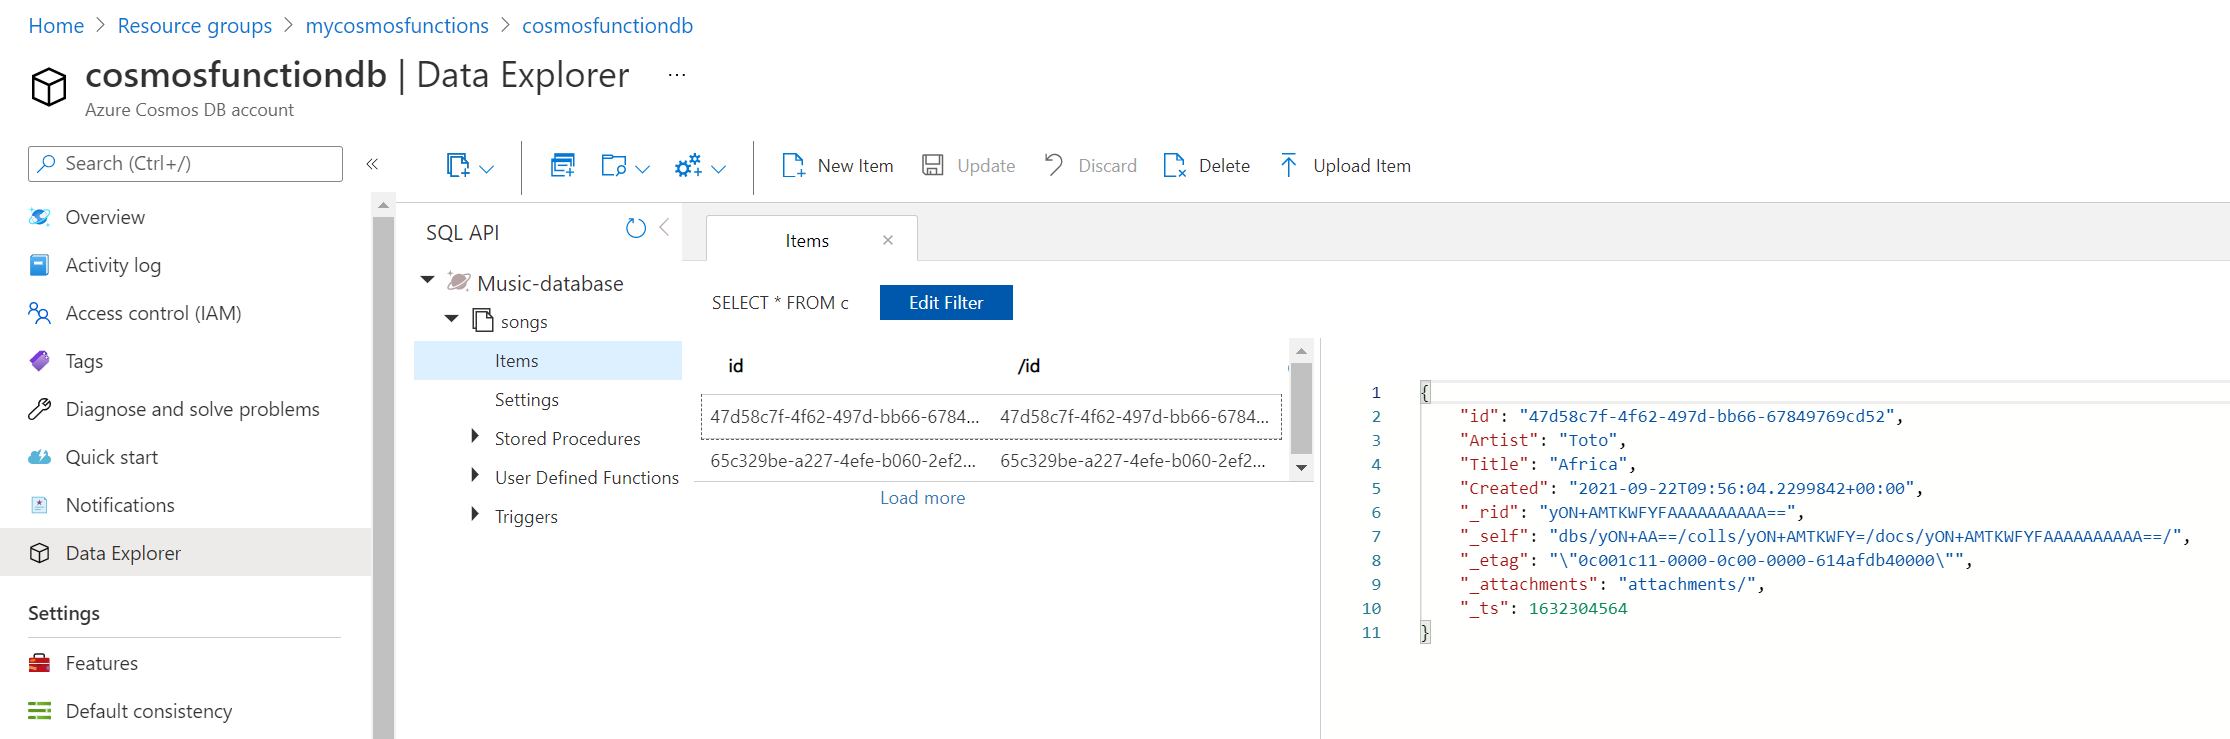 Home > Resource groups > mycosmosfunctions > cosmosfunctiondb
cosmosfunctiondb | Data Explorer ...
Azure Cosmos DB account
Search (Ctrl+/)
«
Overview
Activity log
Access control (IAM)
Tags
Diagnose and solve problems
Quick start
Notifications
Data Explorer
Settings
Features
Default consistency
New Item
Update
Discard
Delete
Upload Item
SQL API
Music-database
songs
Items
Settings
Stored Procedures
User Defined Functions
Triggers
Items ×
SELECT * FROM c
Edit Filter
id /id
47d58c7f-4f62-497d-bb66-6784... 47d58c7f-4f62-497d-bb66-6784...
65c329be-a227-4efe-b060-2ef2... 65c329be-a227-4efe-b060-2ef2...
Load more
1 {
2 "id": "47d58c7f-4f62-497d-bb66-67849769cd52",
3 "Artist": "Toto",
4 "Title": "Africa",
5 "Created": "2021-09-22T09:56:04.2299842+00:00",
6 "_rid": "yON+AMTKWFYFAAAAAAAAAA==",
7 "_self": "dbs/yON+AA==/colls/yON+AMTKWFY=/docs/yON+AMTKWFYFAAAAAAAAAA==/",
8 "_etag": "\"0c001c11-0000-0c00-0000-614afdb40000\"",
9 "_attachments": "attachments/",
10 "_ts": 1632304564
11 }